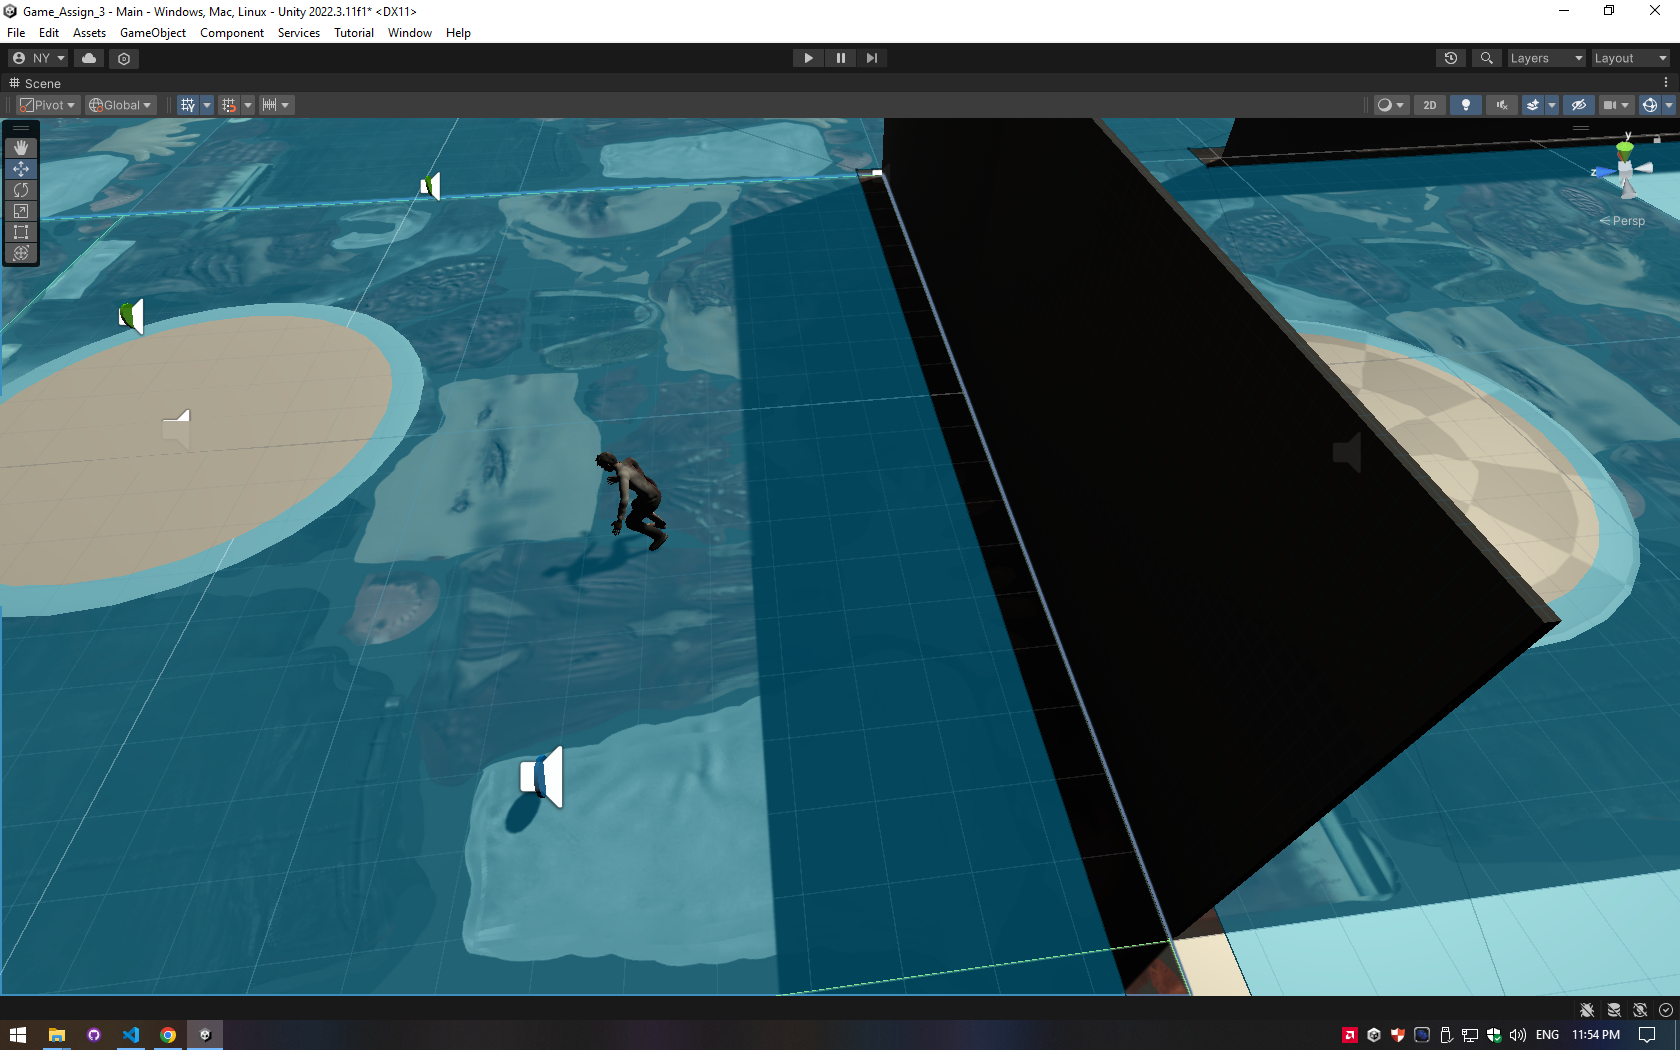 Game_Assign_3 - Main - Windows, Mac, Linux - Unity 2022.3.11f1* <DX11>
File Edit Assets GameObject Component Services Tutorial Window Help
NY Layers Layout
Scene
Pivot Global 2D
y
z
Persp
ENG 11:54 PM